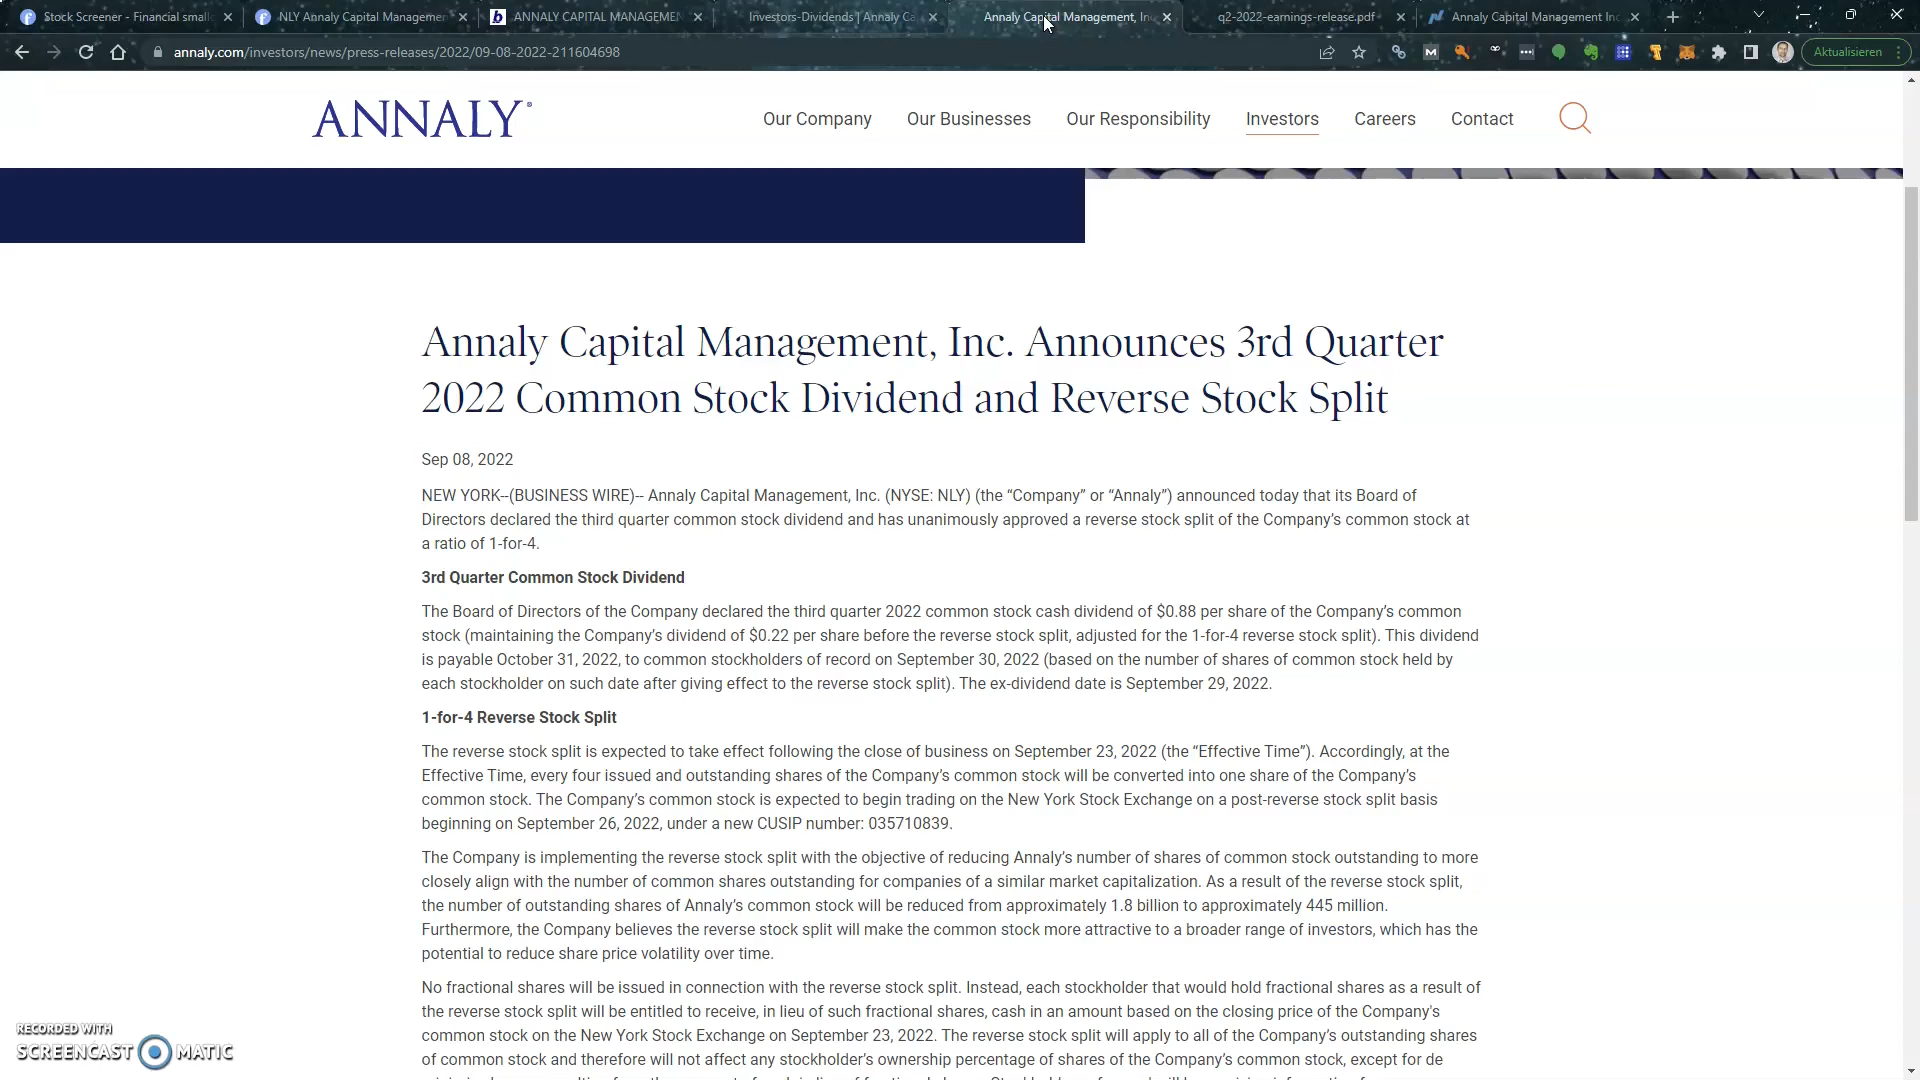 Stock Screener - Financial small
NLY Annaly Capital Managemen
ANNALY CAPITAL MANAGEMEN
Investors-Dividends | Annaly Ca
Annaly Capital Management, Inc
q2-2022-earnings-release.pdf
Annaly Capital Management Inc
annaly.com/investors/news/press-releases/2022/09-08-2022-211604698
Aktualisieren
ANNALY
Our Company
Our Businesses
Our Responsibility
Investors
Careers
Contact
Annaly Capital Management, Inc. Announces 3rd Quarter
2022 Common Stock Dividend and Reverse Stock Split
Sep 08, 2022
NEW YORK--(BUSINESS WIRE)-- Annaly Capital Management, Inc. (NYSE: NLY) (the “Company” or “Annaly”) announced today that its Board of
Directors declared the third quarter common stock dividend and has unanimously approved a reverse stock split of the Company’s common stock at
a ratio of 1-for-4.
3rd Quarter Common Stock Dividend
The Board of Directors of the Company declared the third quarter 2022 common stock cash dividend of $0.88 per share of the Company’s common
stock (maintaining the Company’s dividend of $0.22 per share before the reverse stock split, adjusted for the 1-for-4 reverse stock split). This dividend
is payable October 31, 2022, to common stockholders of record on September 30, 2022 (based on the number of shares of common stock held by
each stockholder on such date after giving effect to the reverse stock split). The ex-dividend date is September 29, 2022.
1-for-4 Reverse Stock Split
The reverse stock split is expected to take effect following the close of business on September 23, 2022 (the “Effective Time”). Accordingly, at the
Effective Time, every four issued and outstanding shares of the Company’s common stock will be converted into one share of the Company’s
common stock. The Company’s common stock is expected to begin trading on the New York Stock Exchange on a post-reverse stock split basis
beginning on September 26, 2022, under a new CUSIP number: 035710839.
The Company is implementing the reverse stock split with the objective of reducing Annaly’s number of shares of common stock outstanding to more
closely align with the number of common shares outstanding for companies of a similar market capitalization. As a result of the reverse stock split,
the number of outstanding shares of Annaly’s common stock will be reduced from approximately 1.8 billion to approximately 445 million.
Furthermore, the Company believes the reverse stock split will make the common stock more attractive to a broader range of investors, which has the
potential to reduce share price volatility over time.
No fractional shares will be issued in connection with the reverse stock split. Instead, each stockholder that would hold fractional shares as a result of
the reverse stock split will be entitled to receive, in lieu of such fractional shares, cash in an amount based on the closing price of the Company's
common stock on the New York Stock Exchange on September 23, 2022. The reverse stock split will apply to all of the Company’s outstanding shares
of common stock and therefore will not affect any stockholder’s ownership percentage of shares of the Company’s common stock, except for de
RECORDED WITH
SCREENCAST MATIC